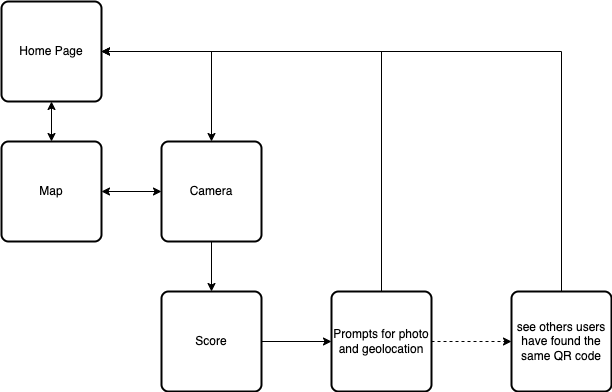 Home Page
Map
Camera
Score
Prompts for photo
and geolocation
see others users
have found the
same QR code